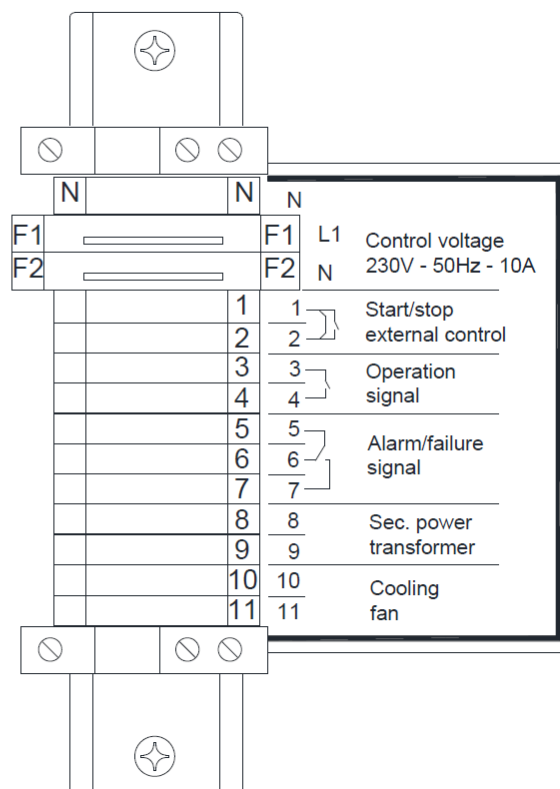 N N N
F1 F1 L1 Control voltage
F2 F2 N 230V - 50Hz - 10A
1 1 Start/stop
2 2 external control
3 3 Operation
4 4 signal
5 5 Alarm/failure
6 6 signal
7 7
8 8 Sec. power
9 9 transformer
10 10 Cooling
11 11 fan